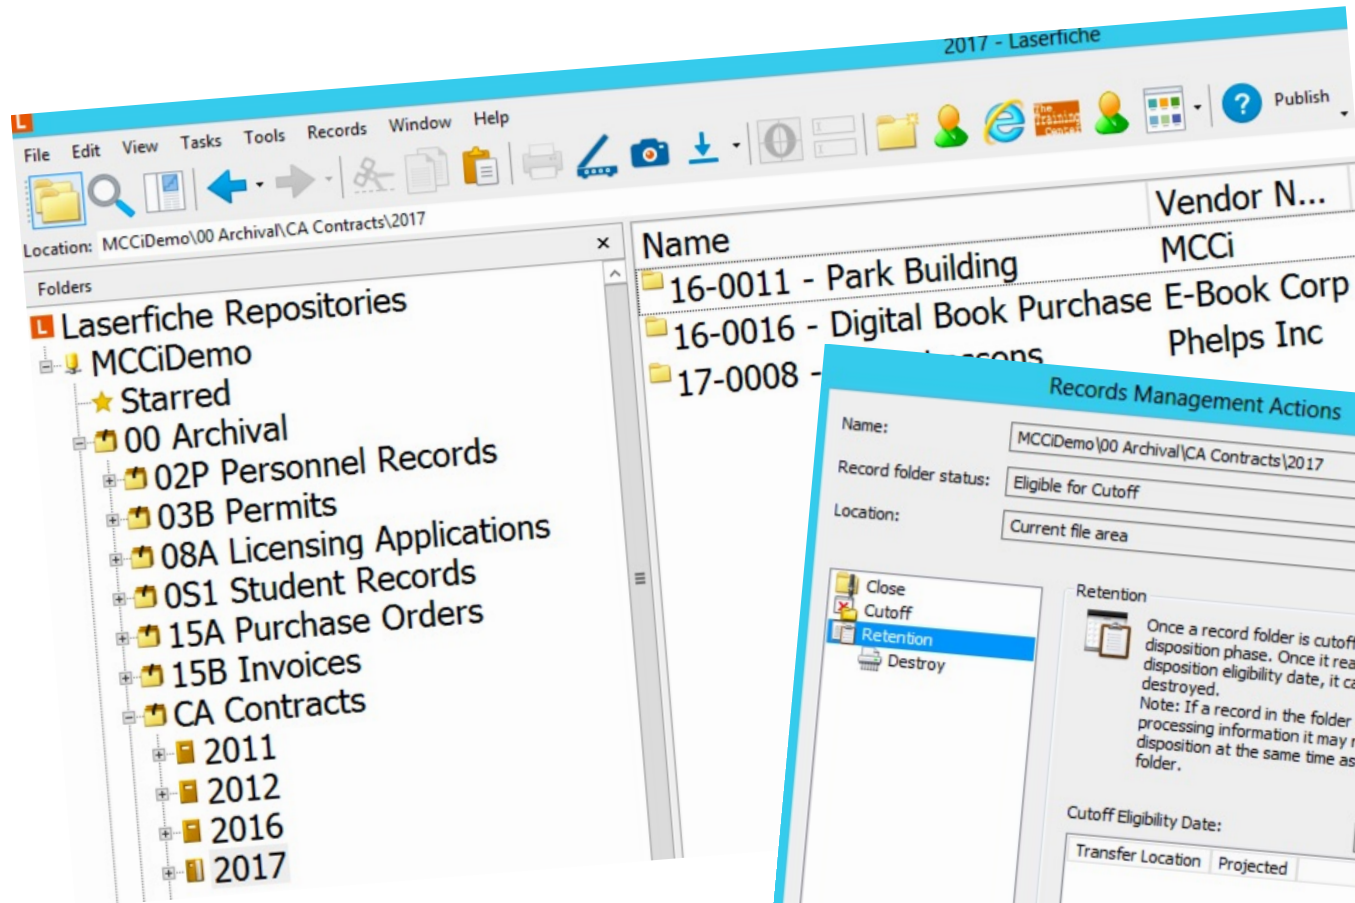 2017 - Laserfiche
File Edit View Tasks Tools Records Window Help
The
Training
Center
Publish
Location: MCCiDemo\00 Archival\CA Contracts\2017
Folders
Laserfiche Repositories
MCCiDemo
Starred
00 Archival
02P Personnel Records
03B Permits
08A Licensing Applications
0S1 Student Records
15A Purchase Orders
15B Invoices
CA Contracts
2011
2012
2016
2017
Name Vendor N...
16-0011 - Park Building MCCi
16-0016 - Digital Book Purchase E-Book Corp
17-0008 - Phelps Inc
Records Management Actions
Name: MCCiDemo\00 Archival\CA Contracts\2017
Record folder status: Eligible for Cutoff
Location: Current file area
Close
Cutoff
Retention
Destroy
Retention
Once a record folder is cutoff
disposition phase. Once it
disposition eligibility date, it
destroyed.
Note: If a record in the folder
processing information it may
disposition at the same time as
folder.
Cutoff Eligibility Date:
Transfer Location Projected